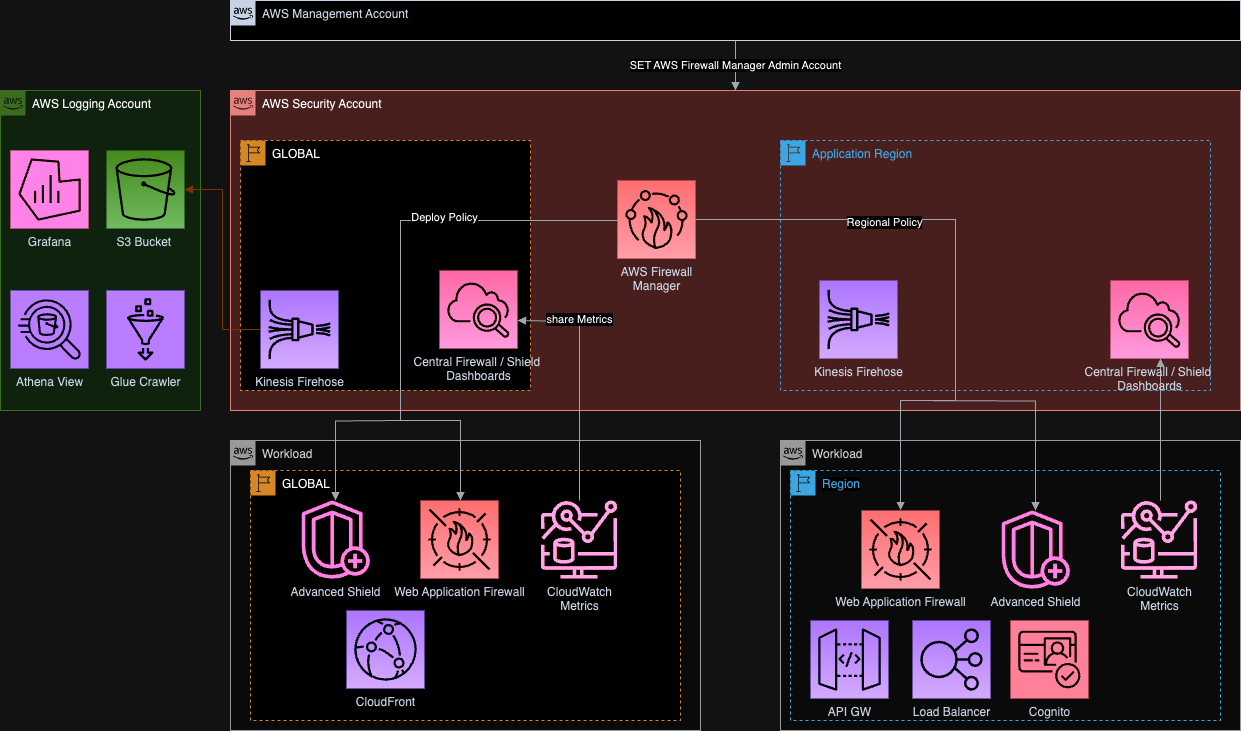 aws
AWS Management Account
SET AWS Firewall Manager Admin Account
aws
AWS Logging Account
Grafana
S3 Bucket
Athena View
Glue Crawler
aws
AWS Security Account
GLOBAL
Deploy Policy
AWS Firewall
Manager
share Metrics
Central Firewall / Shield
Dashboards
Kinesis Firehose
Application Region
Regional Policy
Kinesis Firehose
Central Firewall / Shield
Dashboards
aws
Workload
GLOBAL
Advanced Shield
Web Application Firewall
CloudWatch
Metrics
CloudFront
aws
Workload
Region
Web Application Firewall
Advanced Shield
CloudWatch
Metrics
</>
API GW
Load Balancer
Cognito